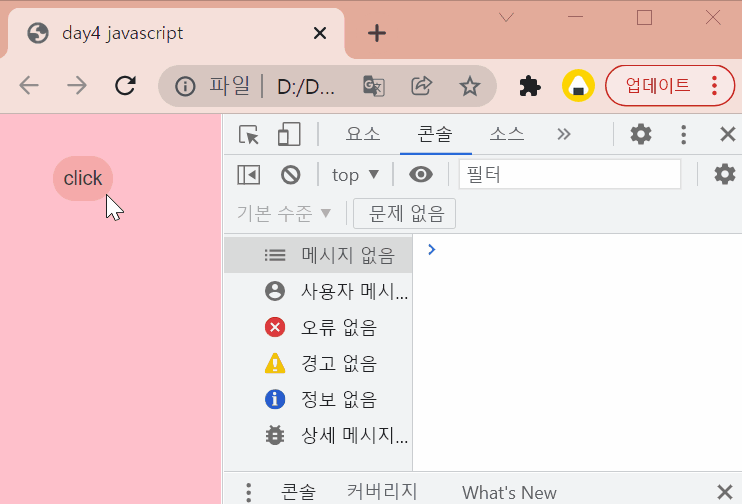 day4 javascript
파일 D:/D...
업데이트
click
요소 콘솔 소스
top 필터
기본 수준 문제 없음
메시지 없음
사용자 메시...
오류 없음
경고 없음
정보 없음
상세 메시지...
콘솔 커버리지 What's New